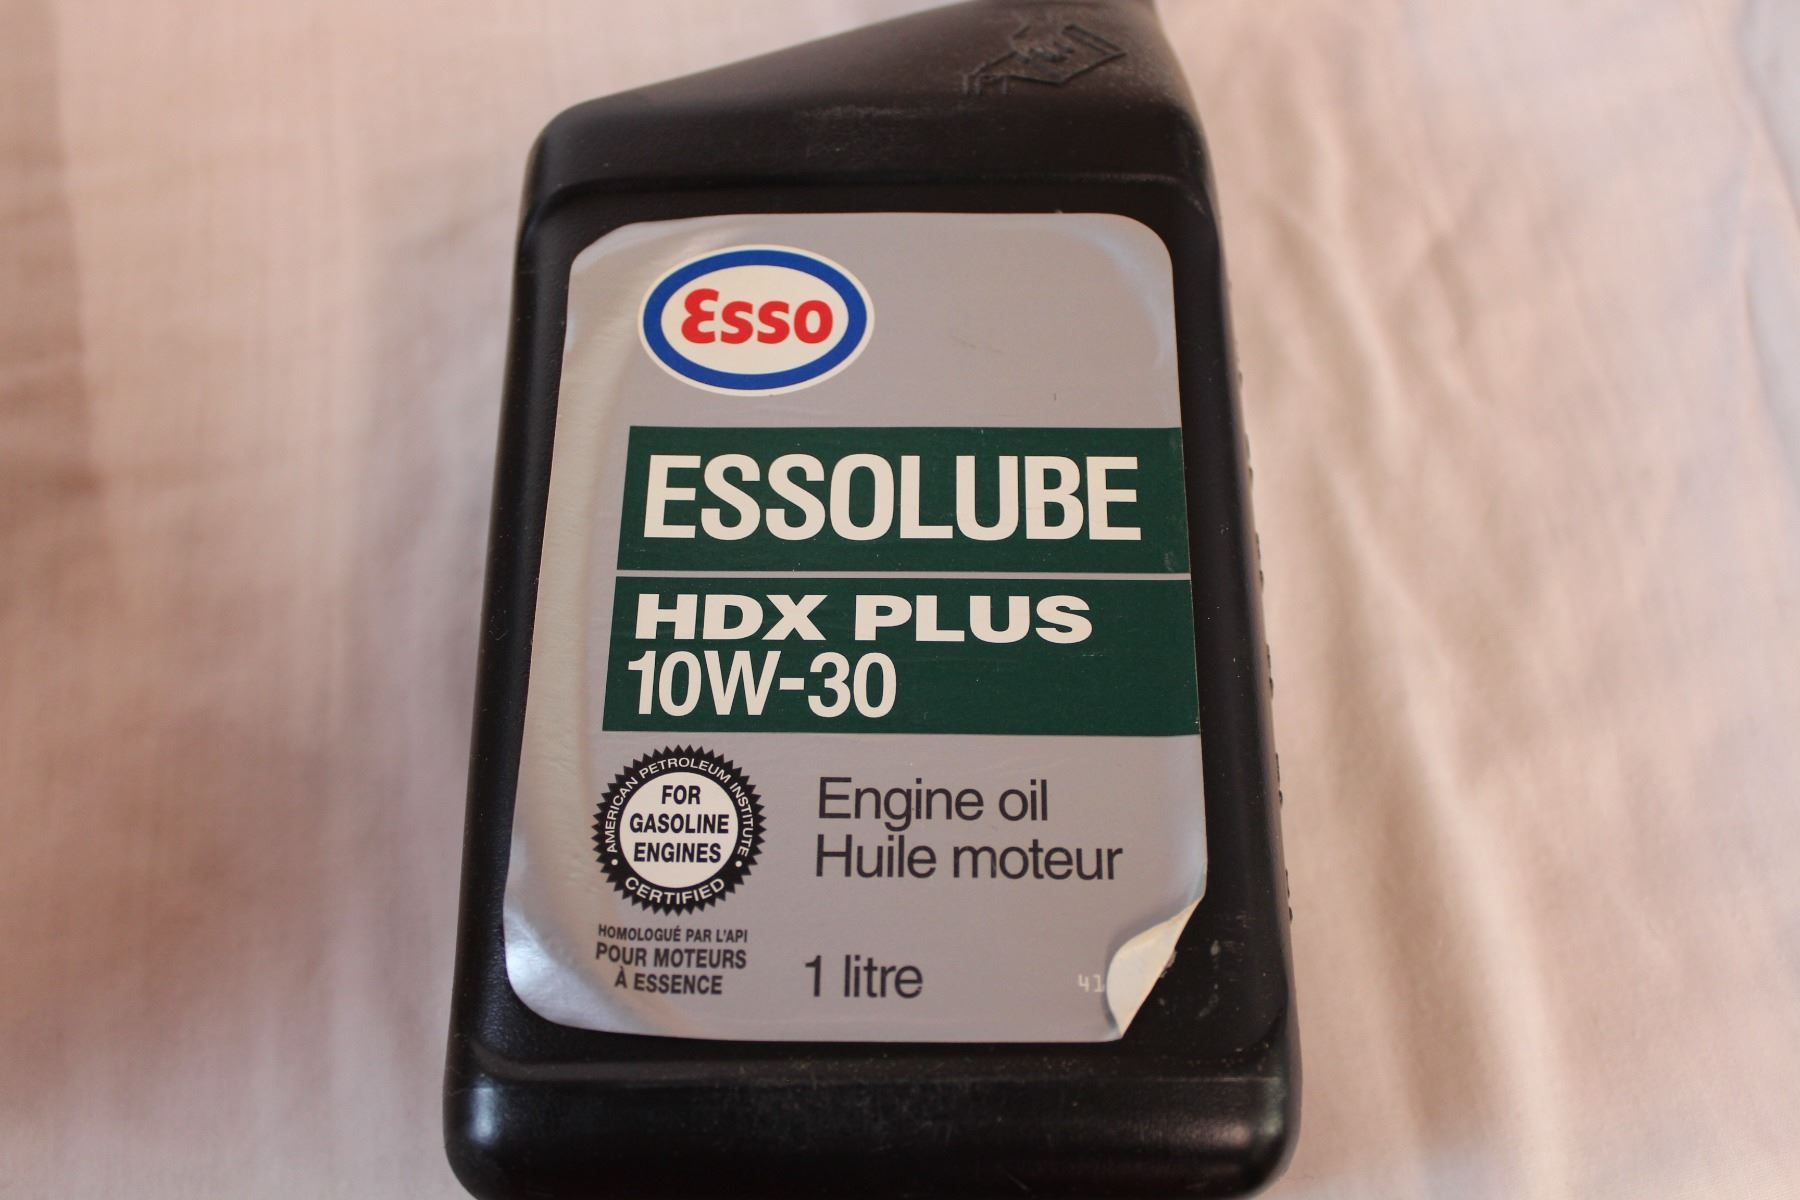 Esso
ESSOLUBE
HDX PLUS
10W-30
AMERICAN PETROLEUM INSTITUTE
FOR
GASOLINE
ENGINES
CERTIFIED
Engine oil
Huile moteur
HOMOLOGUÉ PAR L'API
POUR MOTEURS
À ESSENCE
1 litre
41